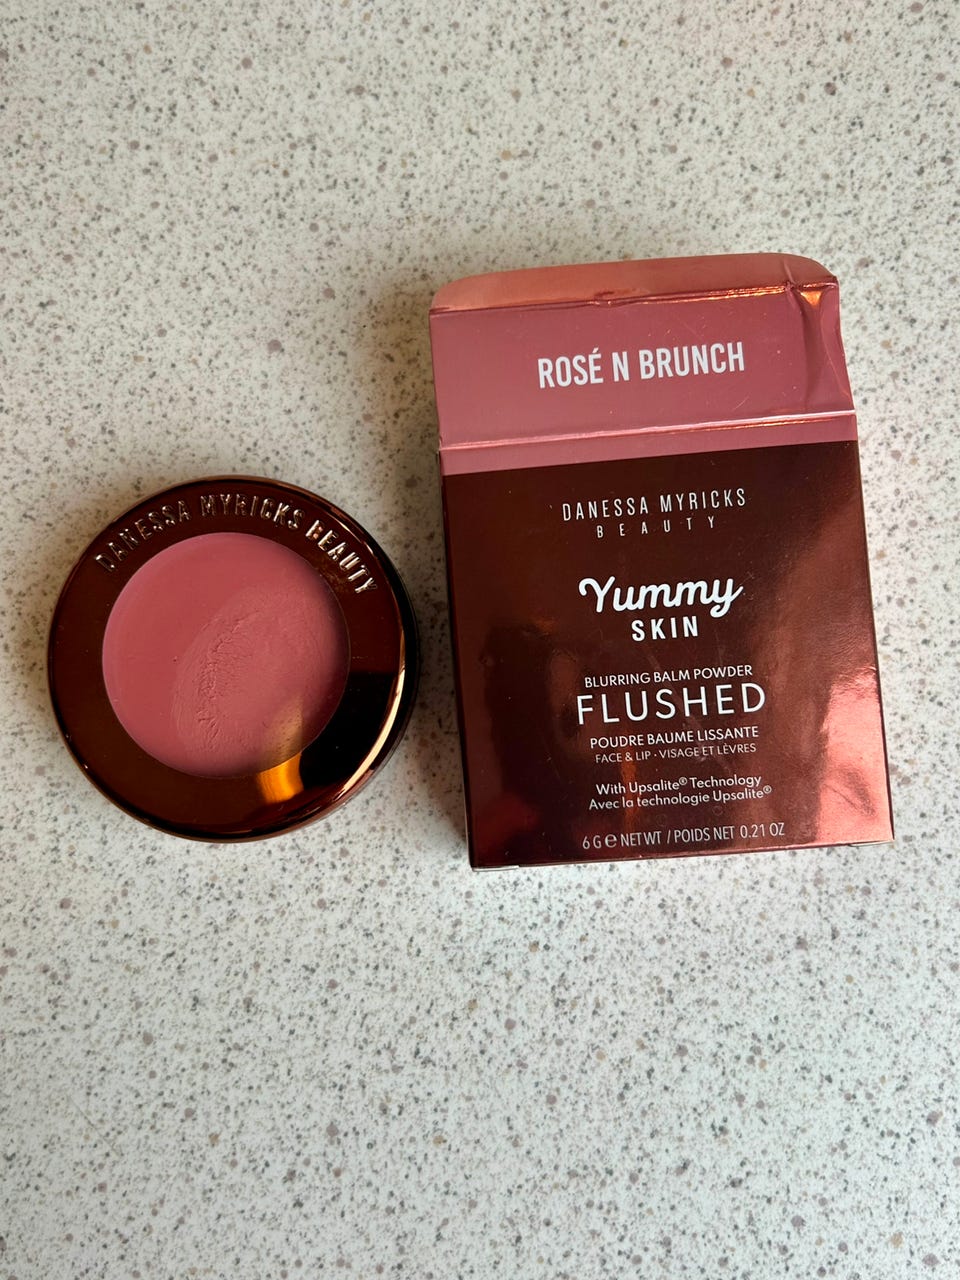 DANESSA MYRICKS BEAUTY
ROSÉ N BRUNCH
DANESSA MYRICKS
BEAUTY
Yummy
SKIN
BLURRING BALM POWDER
FLUSHED
POUDRE BAUME LISSANTE
FACE & LIP • VISAGE ET LÈVRES
With Upsalite® Technology
Avec la technologie Upsalite®
6 G ℮ NET WT / POIDS NET 0.21 OZ